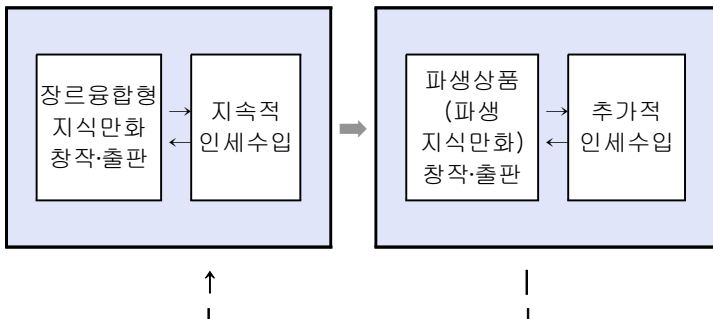 장르융합형
지식만화
창작·출판
→
←
지속적
인세수입
파생상품
(파생
지식만화)
창작·출판
→
←
추가적
인세수입